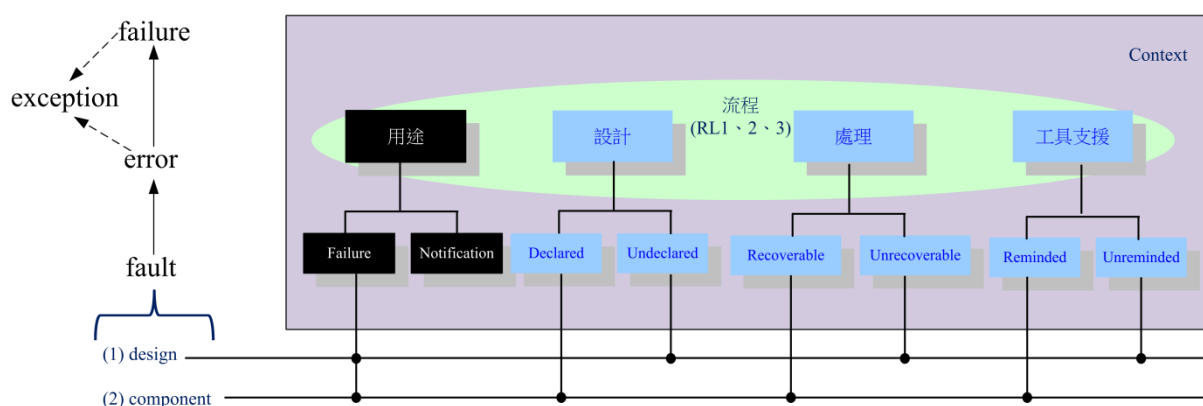 failure
exception
error
fault
(1) design
(2) component
Context
流程
(RL1、2、3)
用途
設計
處理
工具支援
Failure
Notification
Declared
Undeclared
Recoverable
Unrecoverable
Reminded
Unreminded